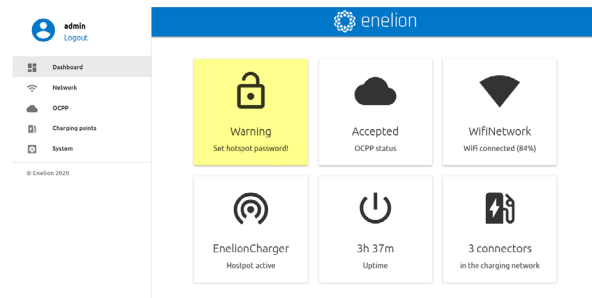 admin
Logout
Dashboard
Network
OCPP
Charging points
System
© Enelion 2020
enelion
Warning
Set hotspot password!
Accepted
OCPP status
WifiNetwork
Wifi connected (84%)
EnelionCharger
Hostpot active
3h 37m
Uptime
3 connectors
in the charging network